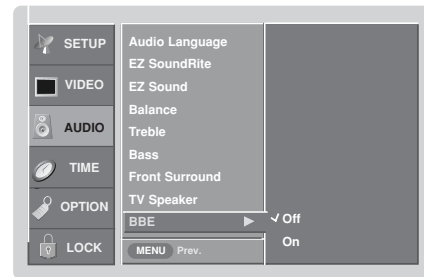 SETUP
VIDEO
AUDIO
TIME
OPTION
LOCK
Audio Language
EZ SoundRite
EZ Sound
Balance
Treble
Bass
Front Surround
TV Speaker
BBE
MENU Prev.
Off
On